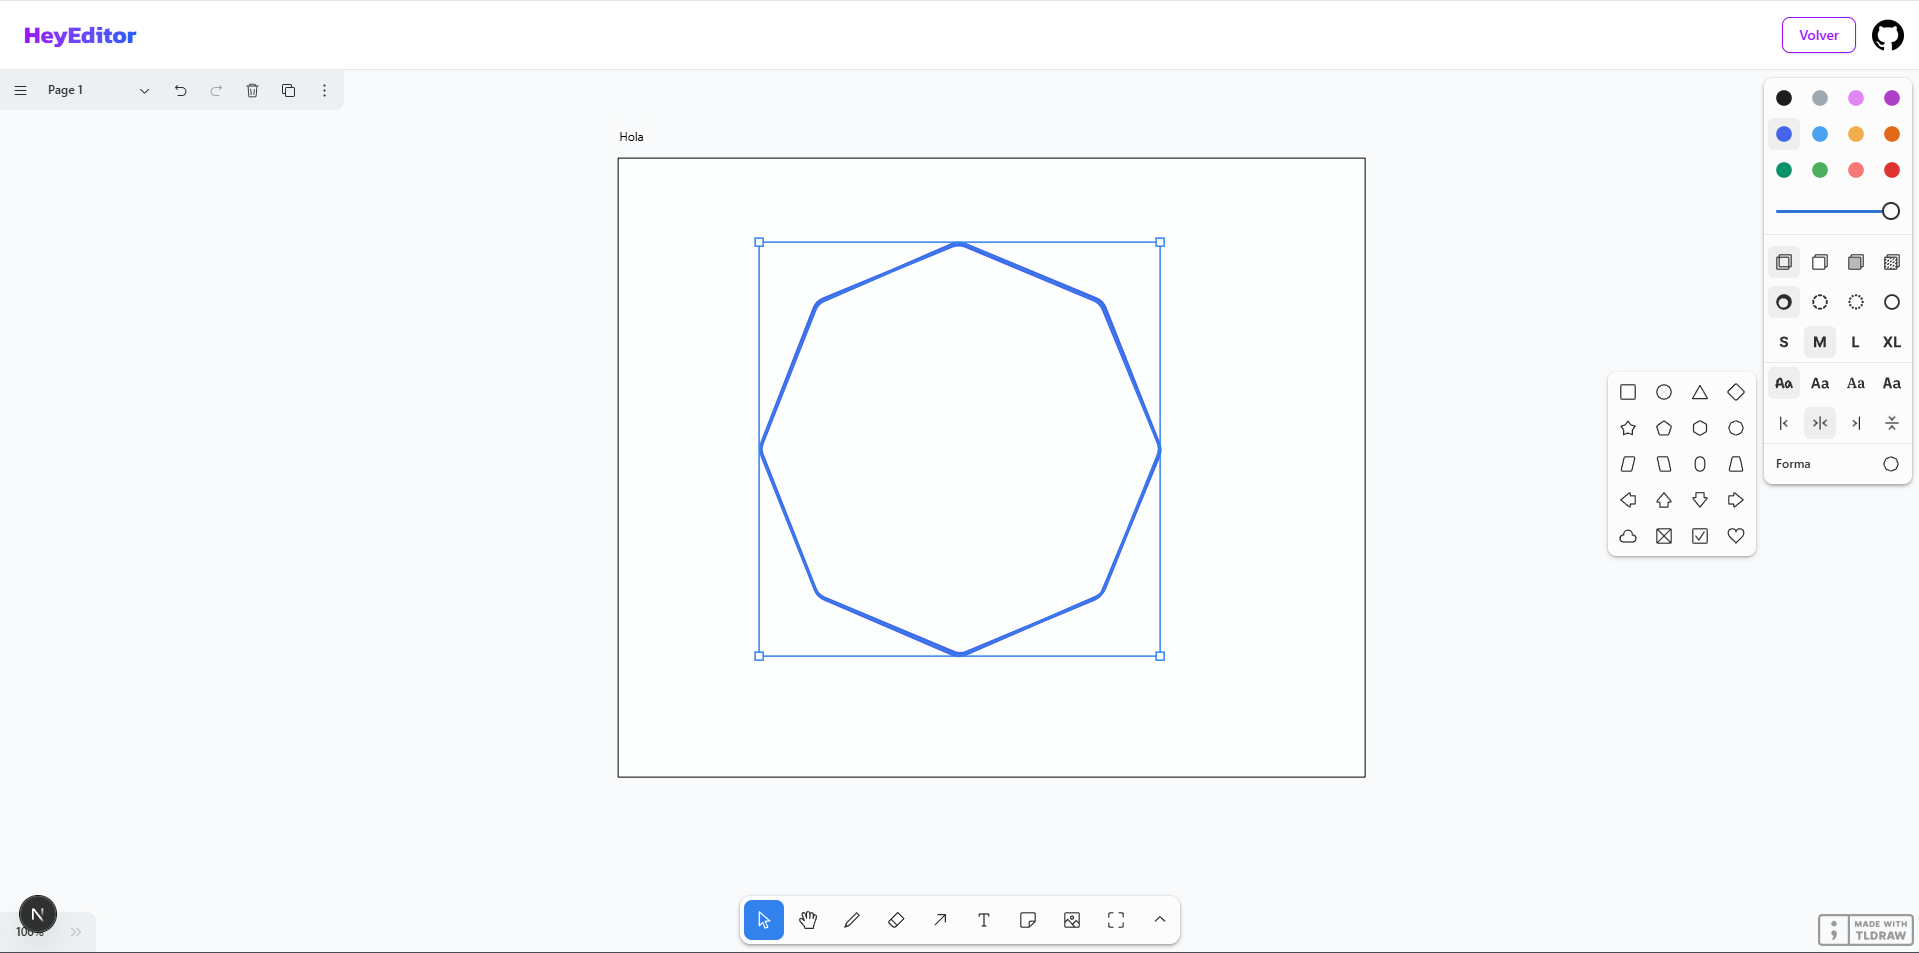 HeyEditor
Volver
Page 1
Hola
S M L XL
Aa Aa Aa Aa
Forma
N
100%
MADE WITH
TLDRAW